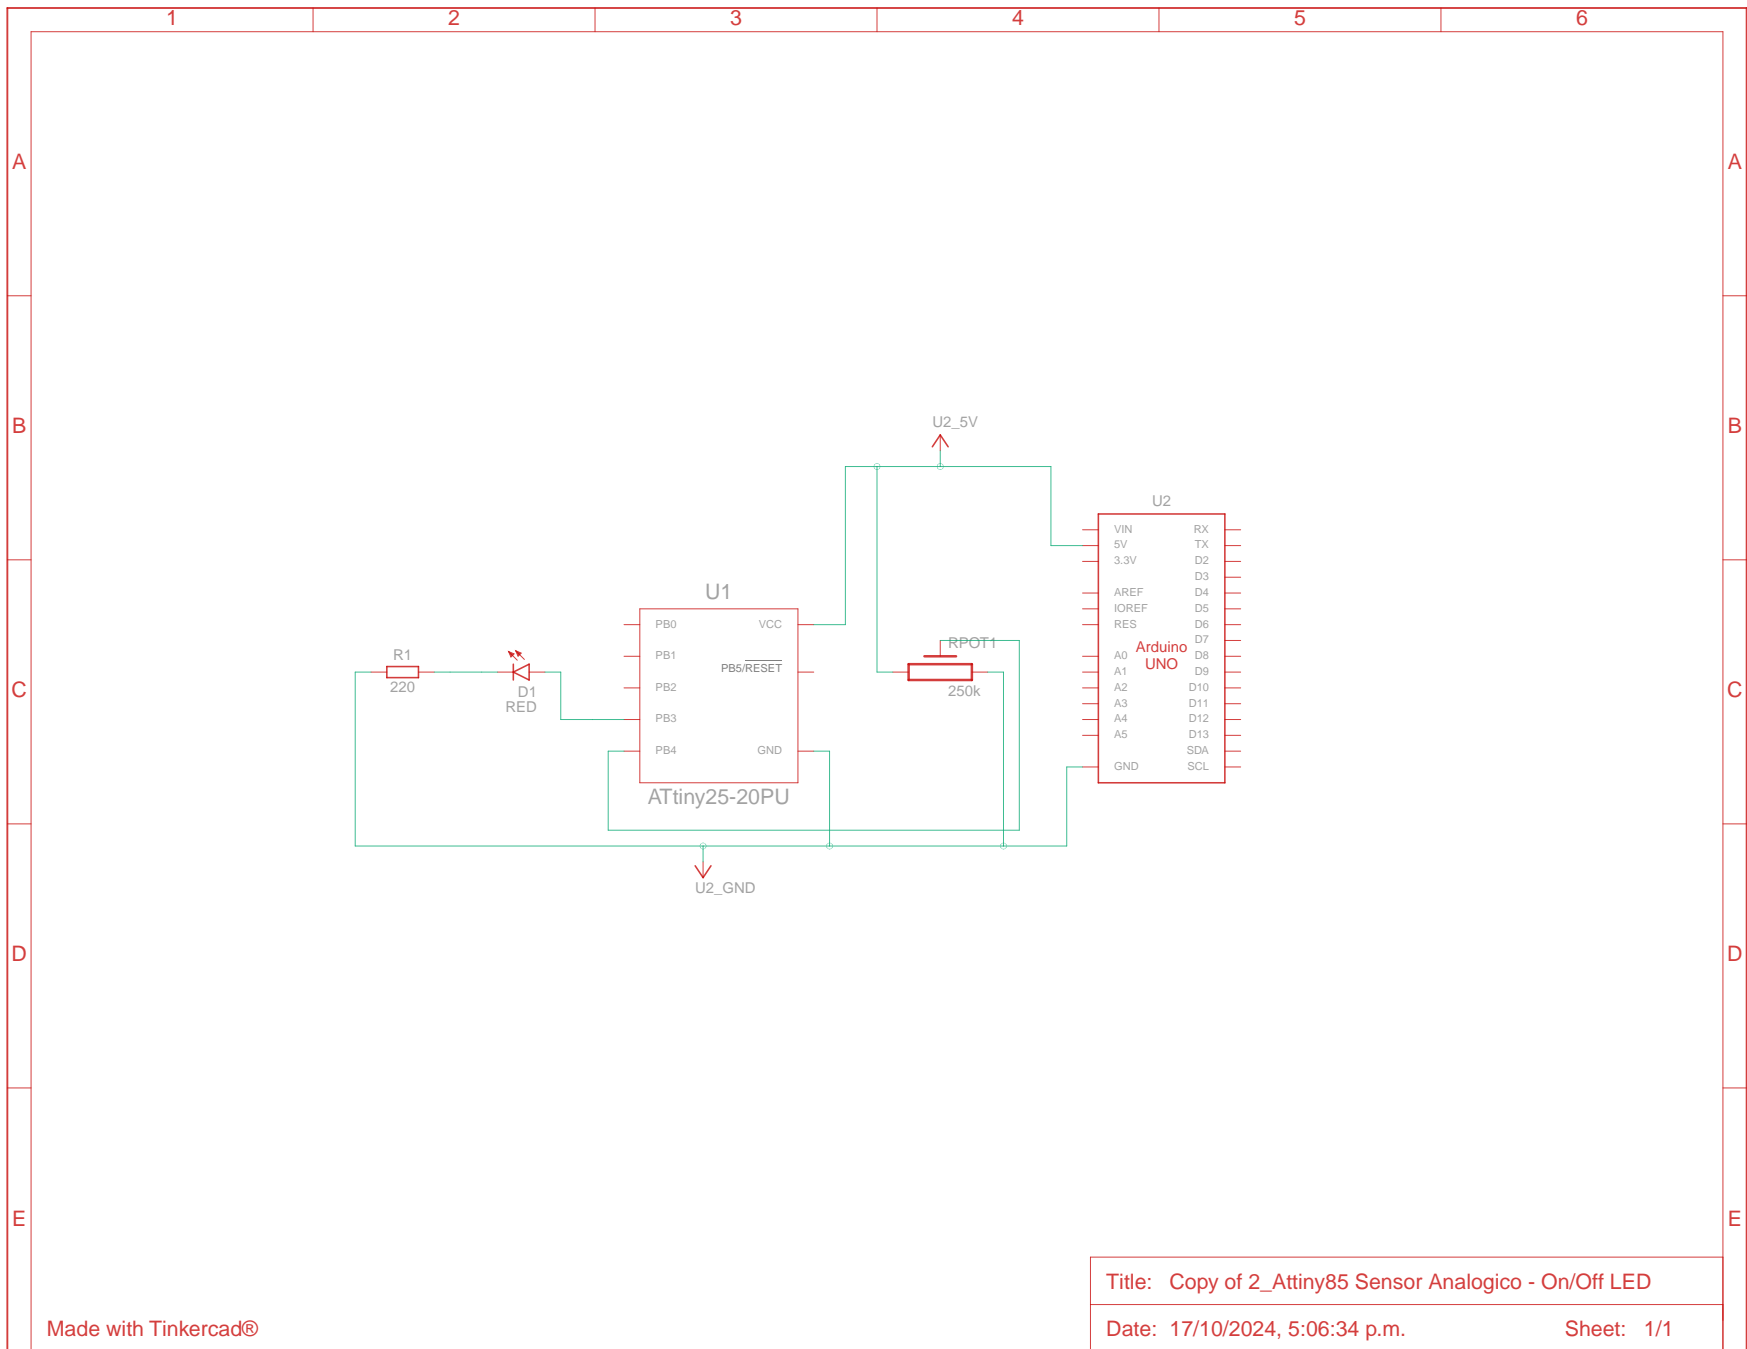 1 2 3 4 5 6
A A
B B
C C
D D
E E
U2_5V
U2
VIN RX
5V TX
3.3V D2
D3
AREF D4
IOREF D5
RES D6
D7
Arduino
UNO
A0 D8
A1 D9
A2 D10
A3 D11
A4 D12
A5 D13
SDA
GND SCL
U1
PB0 VCC
PB1
PB5/RESET
PB2
PB3
PB4 GND
ATtiny25-20PU
R1
220
D1
RED
RPOT1
250k
U2_GND
Title: Copy of 2_Attiny85 Sensor Analogico - On/Off LED
Made with Tinkercad®
Date: 17/10/2024, 5:06:34 p.m. Sheet: 1/1